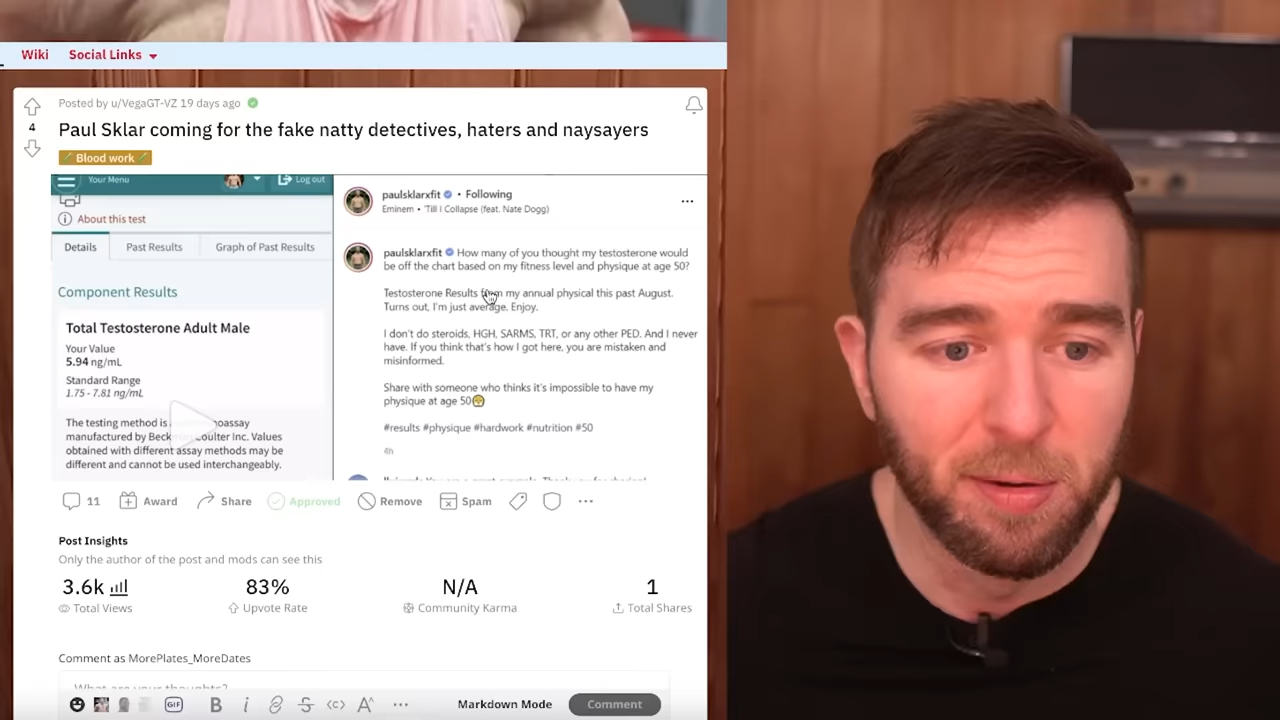 Wiki Social Links
Posted by u/VegaGT-VZ 19 days ago
4
Paul Sklar coming for the fake natty detectives, haters and naysayers
Blood work
Your Menu Log out
About this test
Details Past Results Graph of Past Results
Component Results
Total Testosterone Adult Male
Your Value
5.94 ng/mL
Standard Range
1.75 - 7.81 ng/mL
The testing method is
manufactured by Beckman Coulter Inc. Values
obtained with different assay methods may be
different and cannot be used interchangeably.
paulsklarxfit • Following
Eminem • 'Till I Collapse (feat. Nate Dogg)
paulsklarxfit How many of you thought my testosterone would
be off the chart based on my fitness level and physique at age 50?
Testosterone Results from my annual physical this past August.
Turns out, I'm just average. Enjoy.
I don't do steroids, HGH, SARMS, TRT, or any other PED. And I never
have. If you think that's how I got here, you are mistaken and
misinformed.
Share with someone who thinks it's impossible to have my
physique at age 50
#results #physique #hardwork #nutrition #50
4h
11 Award Share Approved Remove Spam
Post Insights
Only the author of the post and mods can see this
3.6k 83% N/A 1
Total Views Upvote Rate Community Karma Total Shares
Comment as MorePlates_MoreDates
What are your thoughts?
GIF B i S <c> A Markdown Mode Comment